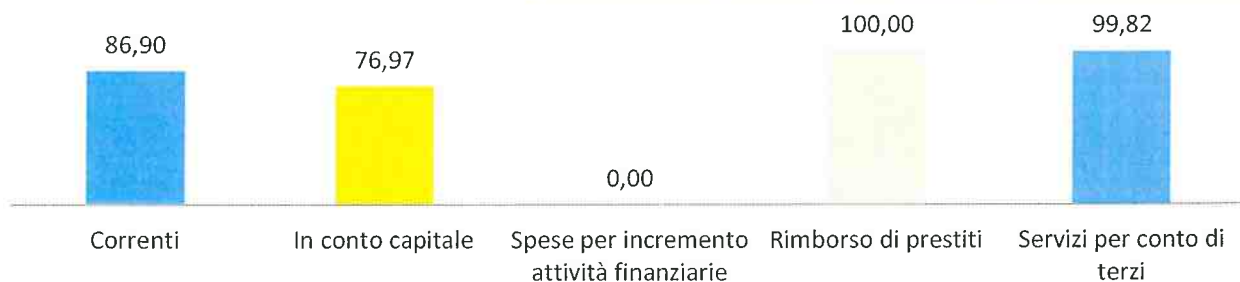 86,90
76,97
0,00
100,00
99,82
Correnti
In conto capitale
Spese per incremento
attività finanziarie
Rimborso di prestiti
Servizi per conto di
terzi